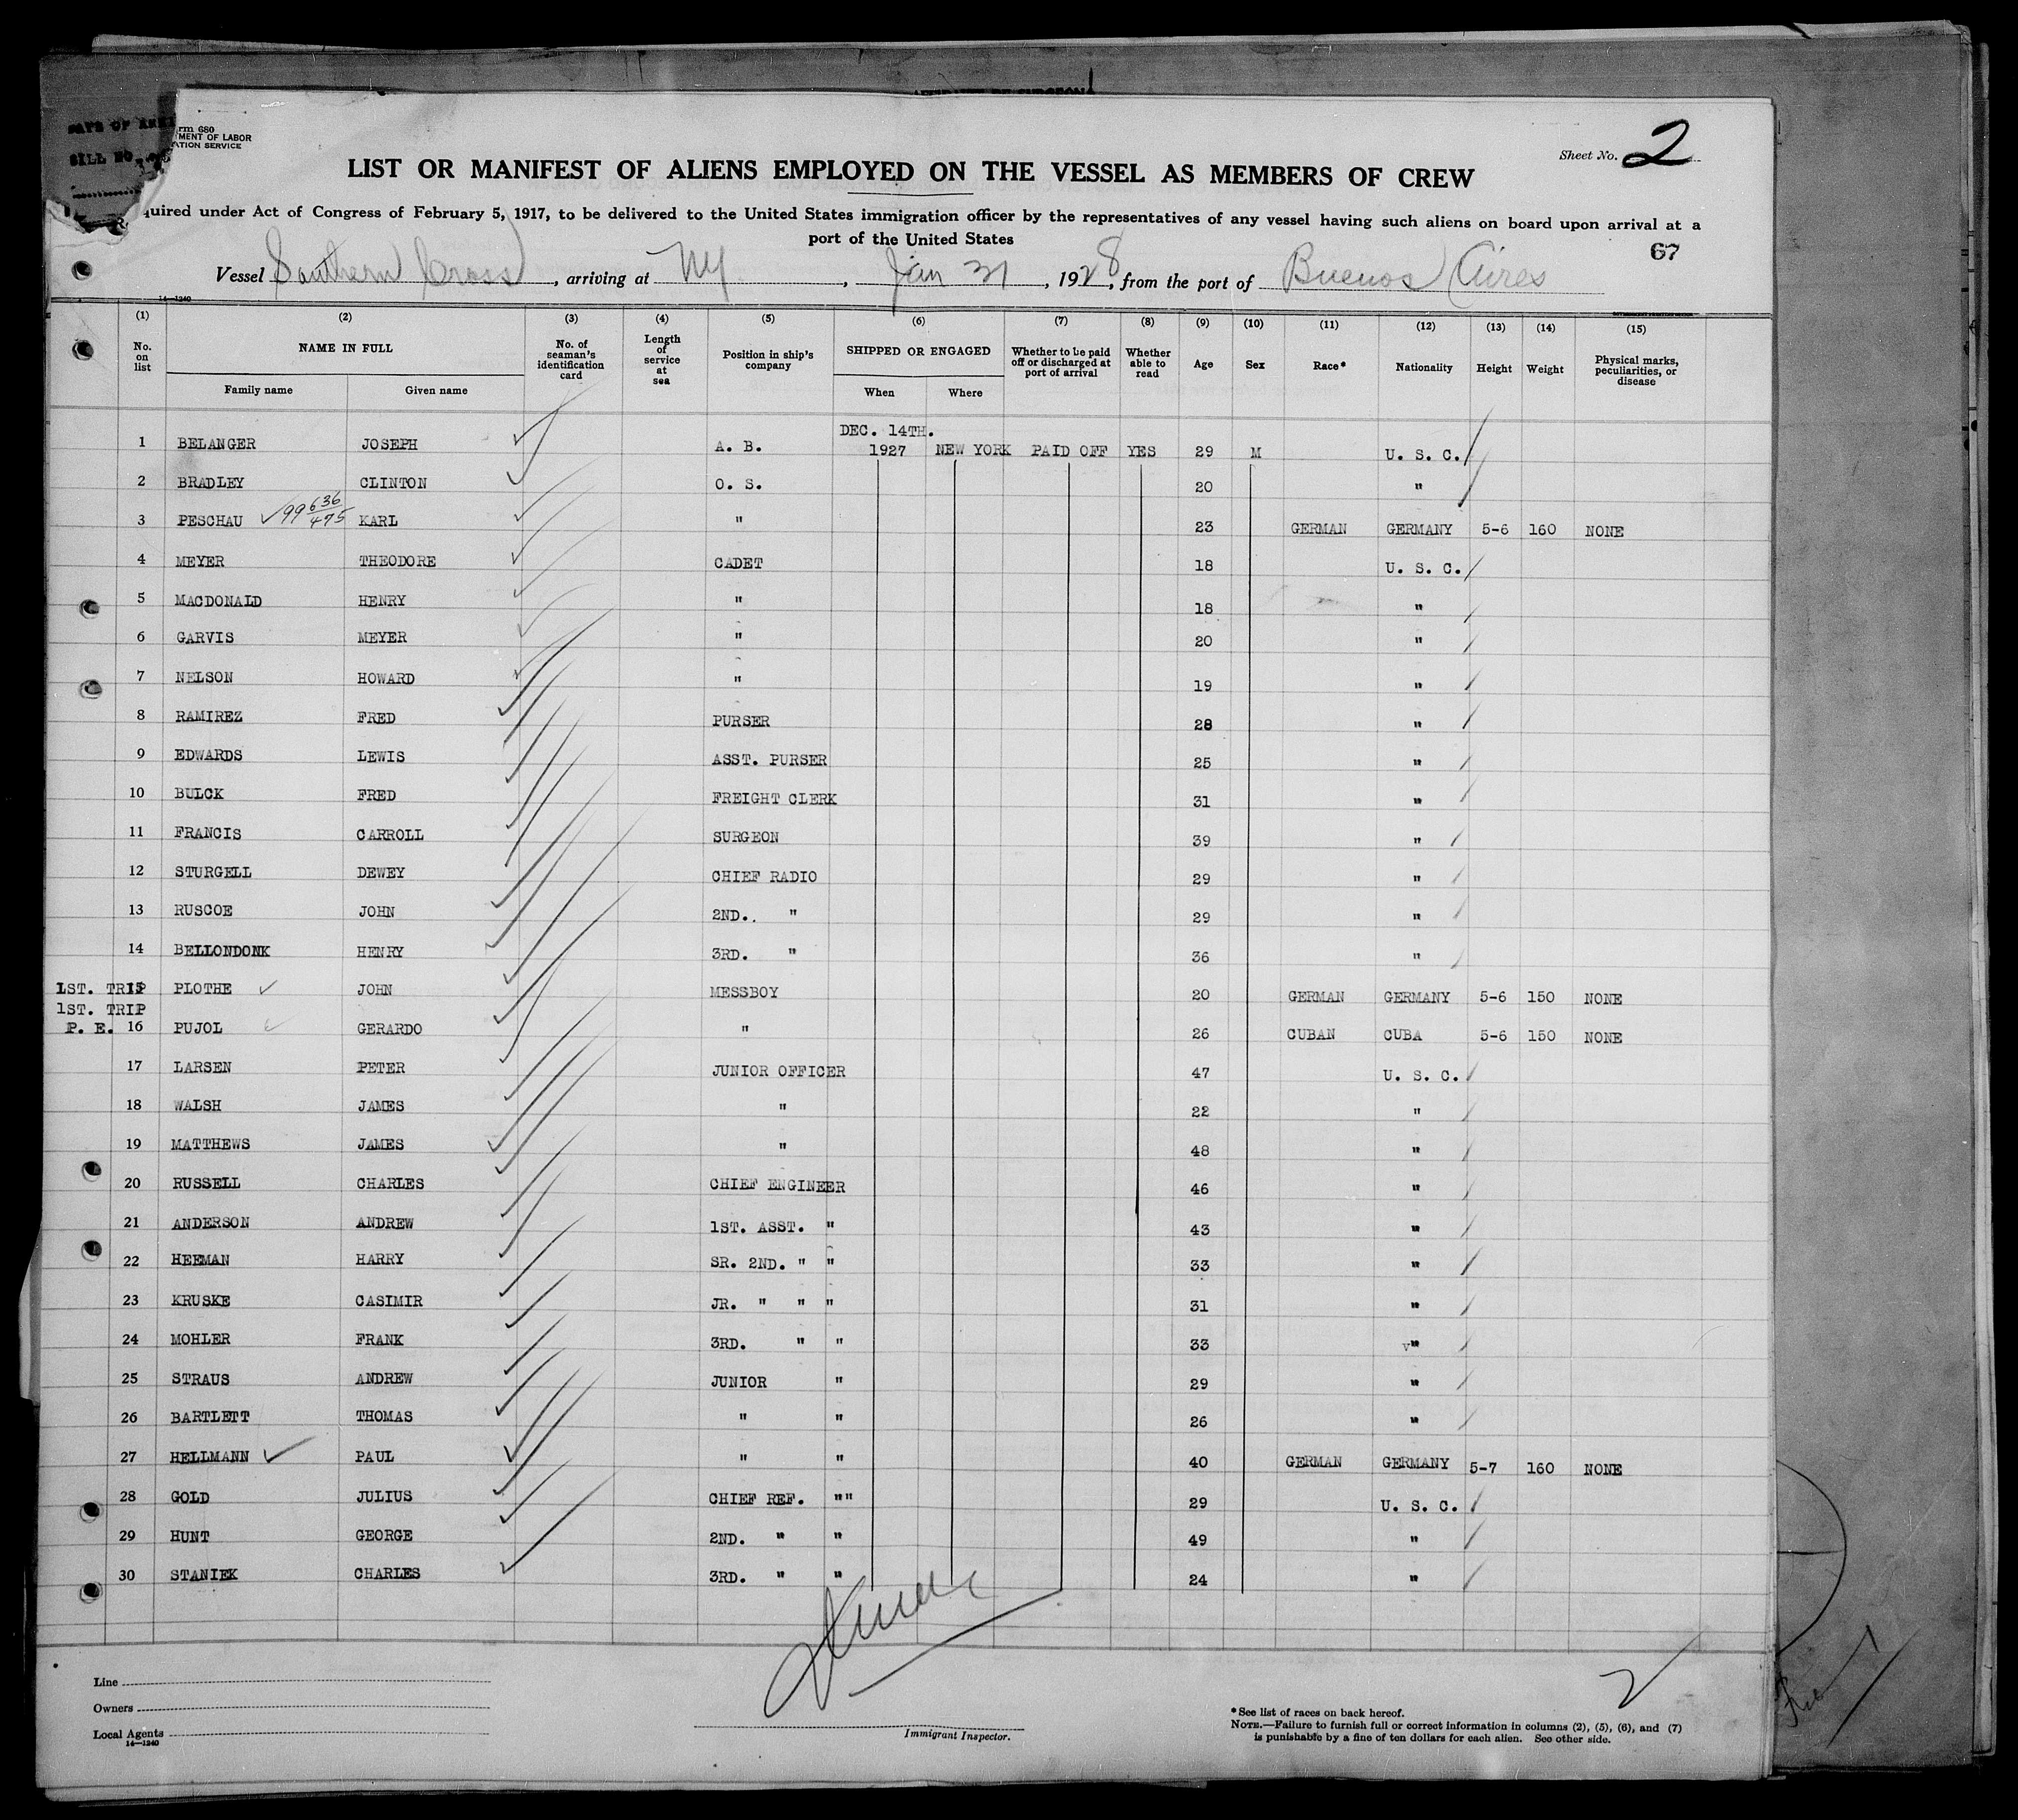 DATE OF
BILL NO.
rm 680
MENT OF LABOR
ATION SERVICE
Sheet No. 2
LIST OR MANIFEST OF ALIENS EMPLOYED ON THE VESSEL AS MEMBERS OF CREW
quired under Act of Congress of February 5, 1917, to be delivered to the United States immigration officer by the representatives of any vessel having such aliens on board upon arrival at a
port of the United States
67
Vessel Southern Cross, arriving at NY, Jan 31, 1928, from the port of Buenos Aires
14—1240
(1) (2) (3) (4) (5) (6) (7) (8) (9) (10) (11) (12) (13) (14) (15)
No. on list NAME IN FULL No. of seaman's identification card Length of service at sea Position in ship's company SHIPPED OR ENGAGED Whether to be paid off or discharged at port of arrival Whether able to read Age Sex Race* Nationality Height Weight Physical marks, peculiarities, or disease
Family name Given name When Where
1 BELANGER JOSEPH A. B. DEC. 14TH. 1927 NEW YORK PAID OFF YES 29 M U. S. C.
2 BRADLEY CLINTON O. S. 20 "
3 PESCHAU 99 636/475 KARL " 23 GERMAN GERMANY 5-6 160 NONE
4 MEYER THEODORE CADET 18 U. S. C.
5 MACDONALD HENRY " 18 "
6 GARVIS MEYER " 20 "
7 NELSON HOWARD " 19 "
8 RAMIREZ FRED PURSER 28 "
9 EDWARDS LEWIS ASST. PURSER 25 "
10 BULCK FRED FREIGHT CLERK 31 "
11 FRANCIS CARROLL SURGEON 39 "
12 STURGELL DEWEY CHIEF RADIO 29 "
13 RUSCOE JOHN 2ND. " 29 "
14 BELLONDONK HENRY 3RD. " 36 "
1ST. TRIP 15 PLOTHE JOHN MESSBOY 20 GERMAN GERMANY 5-6 150 NONE
1ST. TRIP
P. E. 16 PUJOL GERARDO " 26 CUBAN CUBA 5-6 150 NONE
17 LARSEN PETER JUNIOR OFFICER 47 U. S. C.
18 WALSH JAMES " 22 "
19 MATTHEWS JAMES " 48 "
20 RUSSELL CHARLES CHIEF ENGINEER 46 "
21 ANDERSON ANDREW 1ST. ASST. " 43 "
22 HEEMAN HARRY SR. 2ND. " " 33 "
23 KRUSKE CASIMIR JR. " " " 31 "
24 MOHLER FRANK 3RD. " " 33 "
25 STRAUS ANDREW JUNIOR " 29 "
26 BARTLETT THOMAS " " 26 "
27 HELLMANN PAUL " " 40 GERMAN GERMANY 5-7 160 NONE
28 GOLD JULIUS CHIEF REF. "" 29 U. S. C.
29 HUNT GEORGE 2ND. " " 49 "
30 STANIEK CHARLES 3RD. " " 24 "
Line
Owners
Local Agents
14—1240
Immigrant Inspector.
2
*See list of races on back hereof.
NOTE.—Failure to furnish full or correct information in columns (2), (5), (6), and (7)
is punishable by a fine of ten dollars for each alien. See other side.